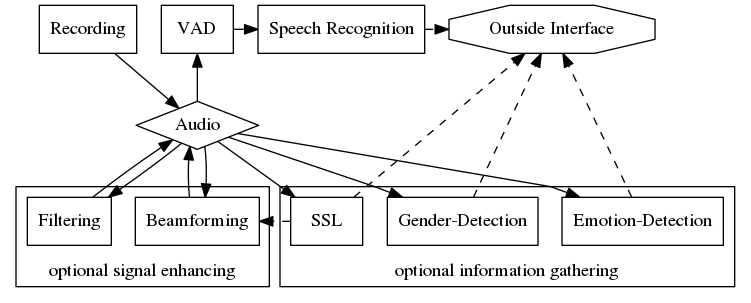 Recording
VAD
Speech Recognition
Outside Interface
Audio
Filtering
Beamforming
SSL
Gender-Detection
Emotion-Detection
optional signal enhancing
optional information gathering